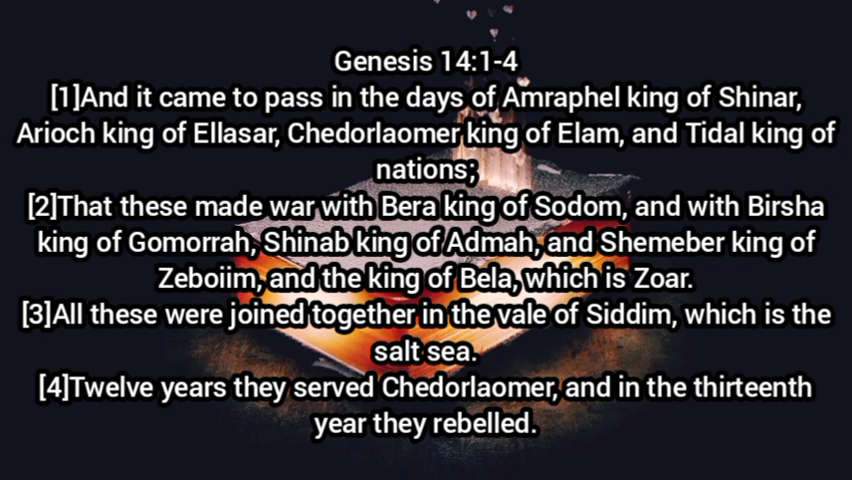 Genesis 14:1-4
[1]And it came to pass in the days of Amraphel king of Shinar,
Arioch king of Ellasar, Chedorlaomer king of Elam, and Tidal king of
nations;
[2]That these made war with Bera king of Sodom, and with Birsha
king of Gomorrah, Shinab king of Admah, and Shemeber king of
Zeboiim, and the king of Bela, which is Zoar.
[3]All these were joined together in the vale of Siddim, which is the
salt sea.
[4]Twelve years they served Chedorlaomer, and in the thirteenth
year they rebelled.